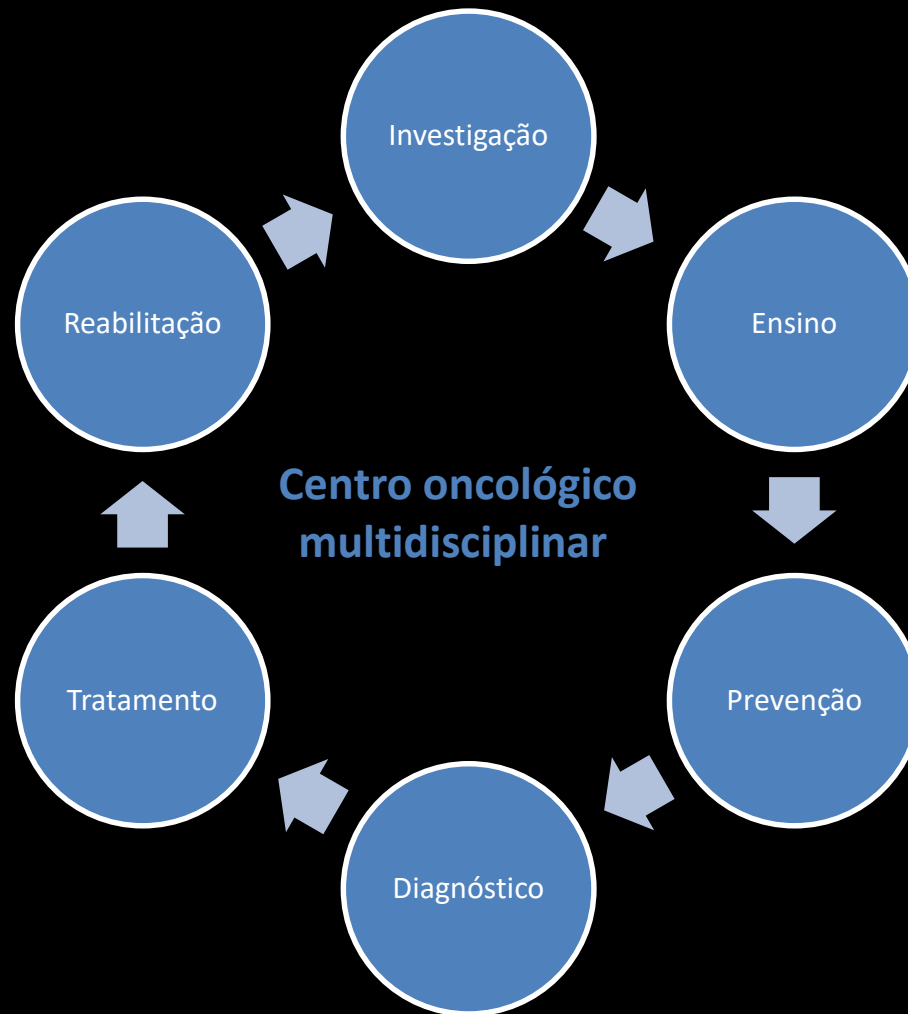 Investigação
Reabilitação
Ensino
Centro oncológico
multidisciplinar
Tratamento
Prevenção
Diagnóstico